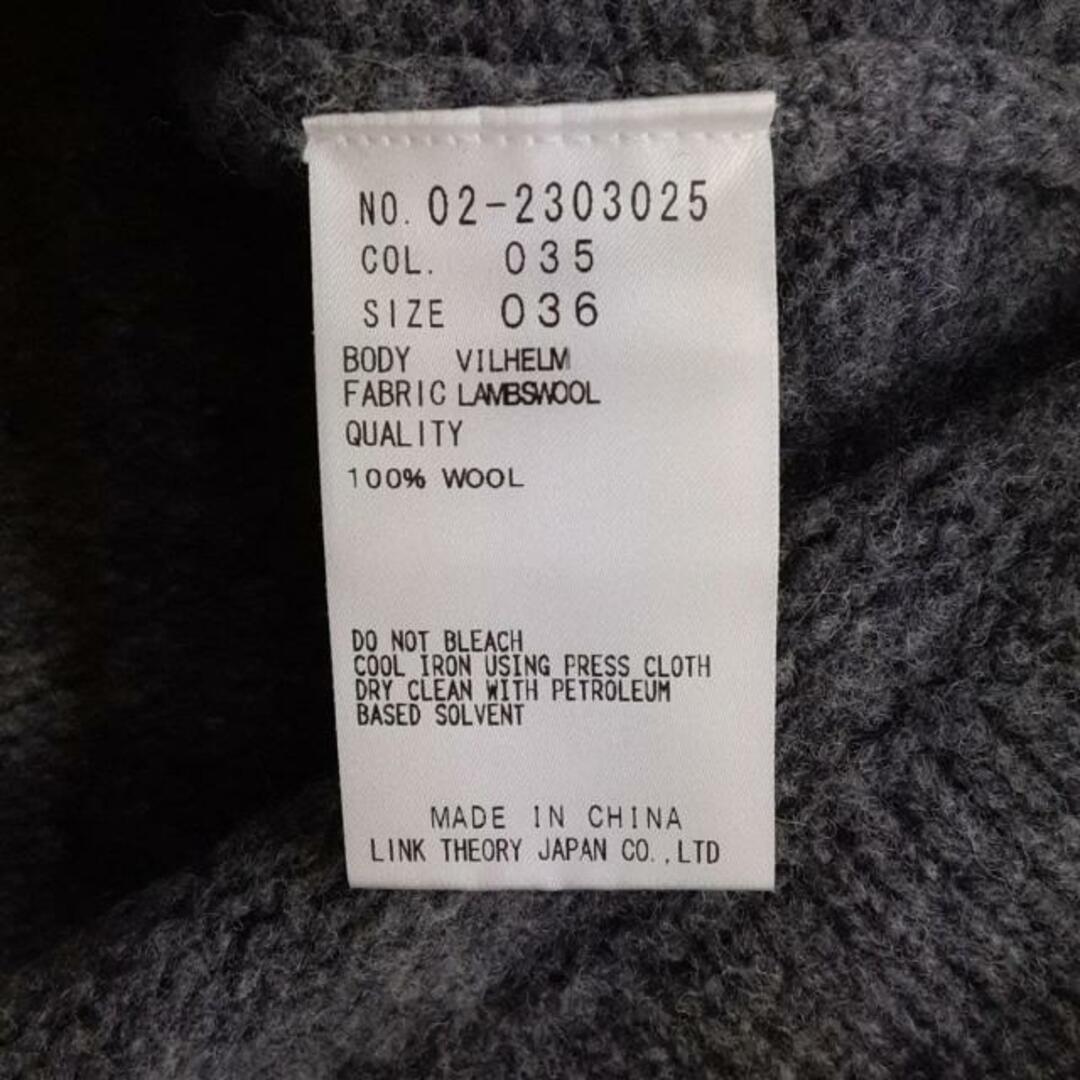 NO. 02-2303025
COL. 035
SIZE 036
BODY VILHELM
FABRIC LAMBSWOOL
QUALITY
100% WOOL
DO NOT BLEACH
COOL IRON USING PRESS CLOTH
DRY CLEAN WITH PETROLEUM
BASED SOLVENT
MADE IN CHINA
LINK THEORY JAPAN CO.,LTD